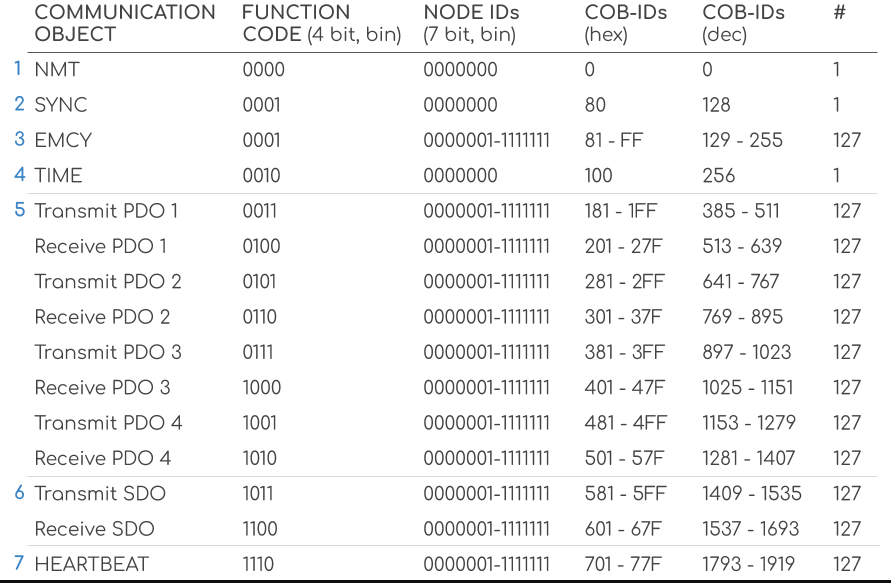 COMMUNICATION OBJECT FUNCTION CODE (4 bit, bin) NODE IDs (7 bit, bin) COB-IDs (hex) COB-IDs (dec) #
1 NMT 0000 0000000 0 0 1
2 SYNC 0001 0000000 80 128 1
3 EMCY 0001 0000001-1111111 81 - FF 129 - 255 127
4 TIME 0010 0000000 100 256 1
5 Transmit PDO 1 0011 0000001-1111111 181 - 1FF 385 - 511 127
Receive PDO 1 0100 0000001-1111111 201 - 27F 513 - 639 127
Transmit PDO 2 0101 0000001-1111111 281 - 2FF 641 - 767 127
Receive PDO 2 0110 0000001-1111111 301 - 37F 769 - 895 127
Transmit PDO 3 0111 0000001-1111111 381 - 3FF 897 - 1023 127
Receive PDO 3 1000 0000001-1111111 401 - 47F 1025 - 1151 127
Transmit PDO 4 1001 0000001-1111111 481 - 4FF 1153 - 1279 127
Receive PDO 4 1010 0000001-1111111 501 - 57F 1281 - 1407 127
6 Transmit SDO 1011 0000001-1111111 581 - 5FF 1409 - 1535 127
Receive SDO 1100 0000001-1111111 601 - 67F 1537 - 1693 127
7 HEARTBEAT 1110 0000001-1111111 701 - 77F 1793 - 1919 127